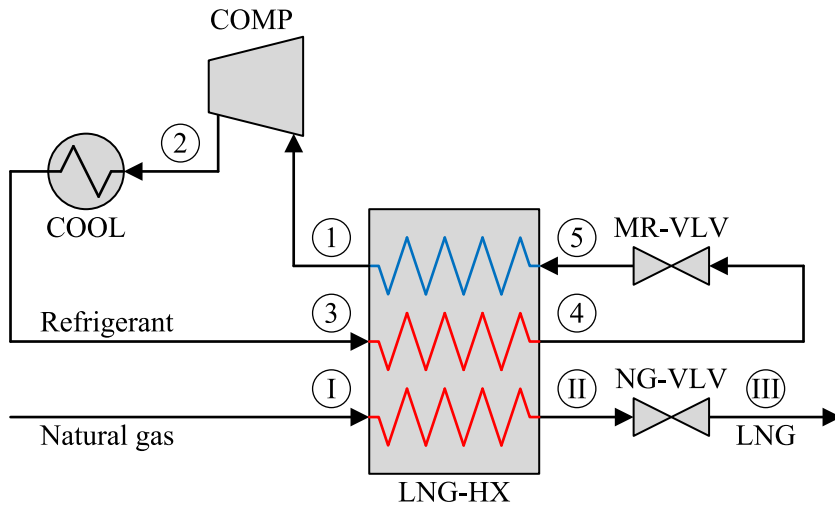 COMP
2
COOL
1
5
MR-VLV
Refrigerant
3
4
I
II
NG-VLV
III
Natural gas
LNG
LNG-HX